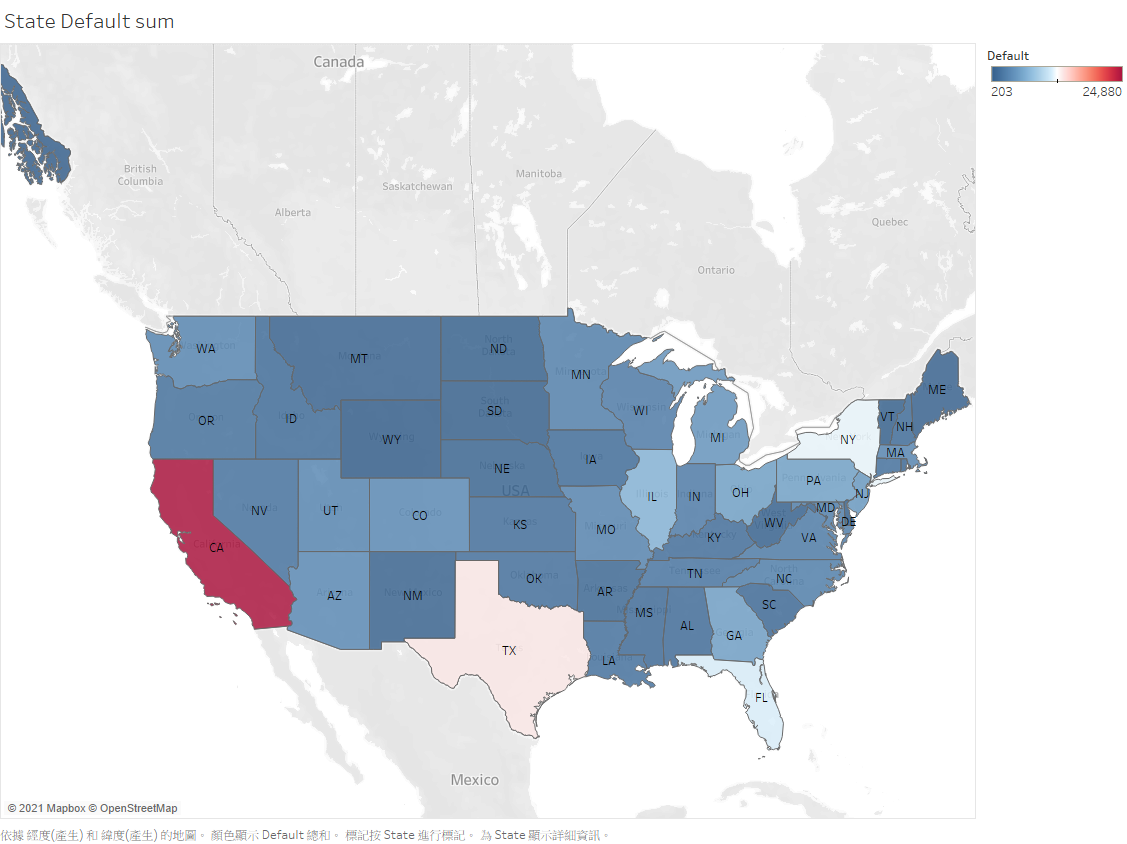 State Default sum
Default
203 24,880
Canada
British
Columbia
Alberta
Saskatchewan
Manitoba
Ontario
Quebec
WA
MT
ND
MN
OR
ID
SD
WI
MI
ME
VT
NH
NY
MA
WY
IA
NE
USA
IL
IN
OH
PA
NJ
NV
UT
CO
KS
MO
KY
WV
MD
DE
VA
CA
AZ
NM
OK
AR
TN
NC
SC
MS
AL
GA
TX
LA
FL
Mexico
© 2021 Mapbox © OpenStreetMap
依據 經度(產生) 和 緯度(產生) 的地圖。 顏色顯示 Default 總和。 標記按 State 進行標記。 為 State 顯示詳細資訊。